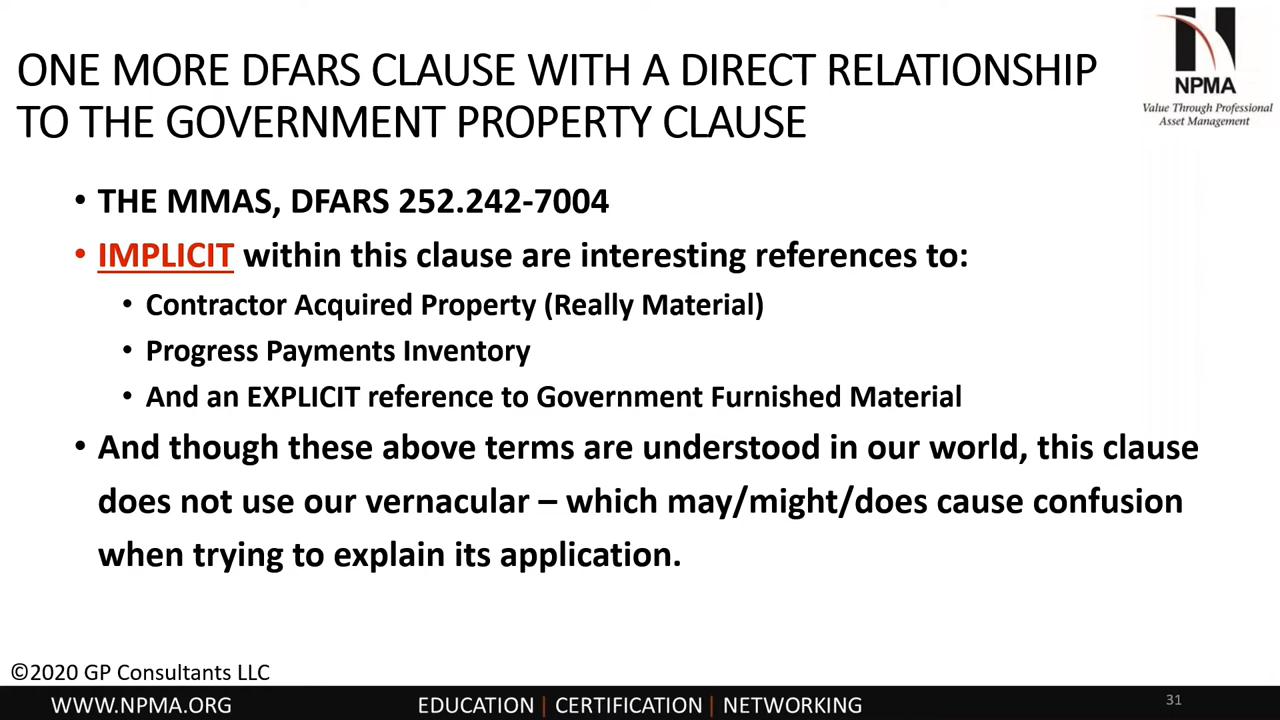 ONE MORE DFARS CLAUSE WITH A DIRECT RELATIONSHIP
TO THE GOVERNMENT PROPERTY CLAUSE
NPMA
Value Through Professional
Asset Management
• THE MMAS, DFARS 252.242-7004
• IMPLICIT within this clause are interesting references to:
• Contractor Acquired Property (Really Material)
• Progress Payments Inventory
• And an EXPLICIT reference to Government Furnished Material
• And though these above terms are understood in our world, this clause
does not use our vernacular – which may/might/does cause confusion
when trying to explain its application.
©2020 GP Consultants LLC
WWW.NPMA.ORG
EDUCATION | CERTIFICATION | NETWORKING
31